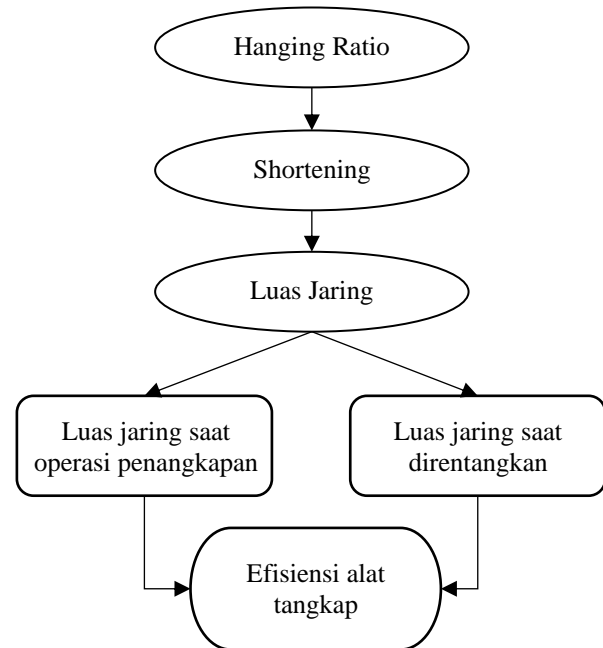 Hanging Ratio
Shortening
Luas Jaring
Luas jaring saat
operasi penangkapan
Luas jaring saat
direntangkan
Efisiensi alat
tangkap